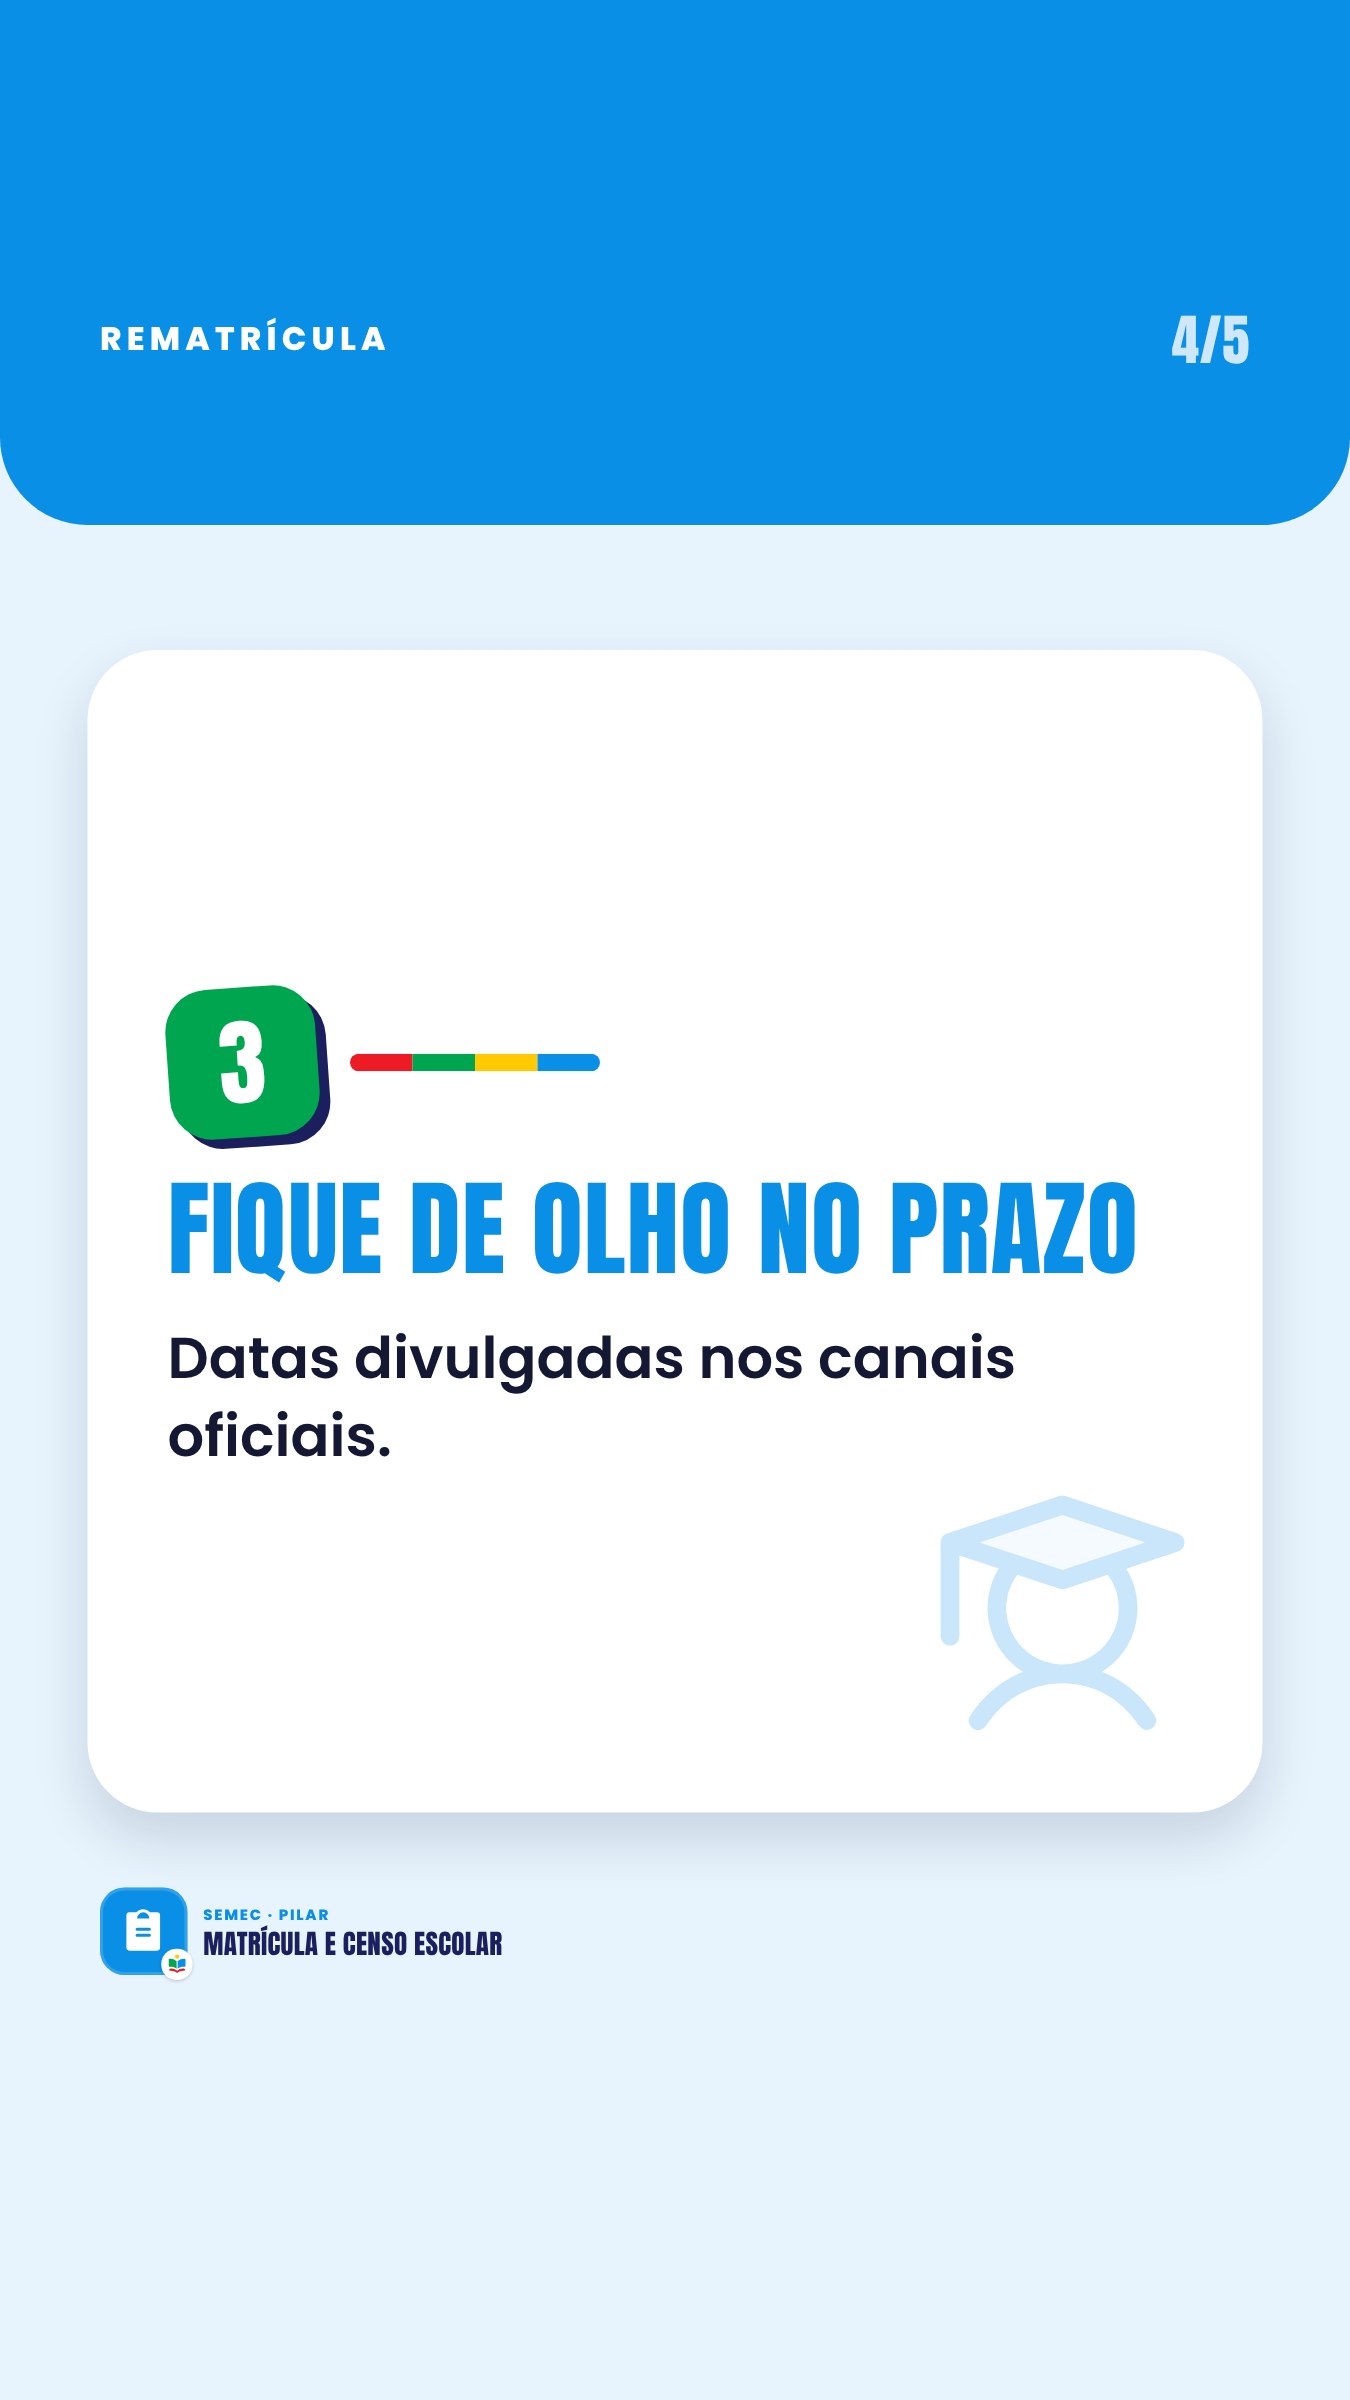 REMATRÍCULA
4/5
3
FIQUE DE OLHO NO PRAZO
Datas divulgadas nos canais
oficiais.
SEMEC · PILAR
MATRÍCULA E CENSO ESCOLAR